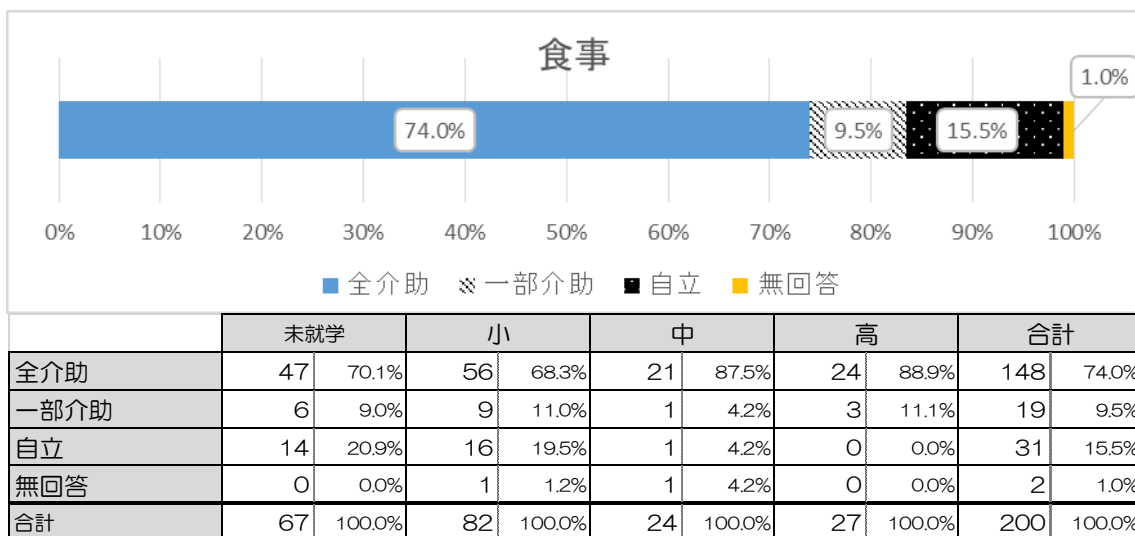 食事
1.0%
74.0% 9.5% 15.5%
0% 10% 20% 30% 40% 50% 60% 70% 80% 90% 100%
全介助 一部介助 自立 無回答
未就学 小 中 高 合計
全介助 47 70.1% 56 68.3% 21 87.5% 24 88.9% 148 74.0%
一部介助 6 9.0% 9 11.0% 1 4.2% 3 11.1% 19 9.5%
自立 14 20.9% 16 19.5% 1 4.2% 0 0.0% 31 15.5%
無回答 0 0.0% 1 1.2% 1 4.2% 0 0.0% 2 1.0%
合計 67 100.0% 82 100.0% 24 100.0% 27 100.0% 200 100.0%